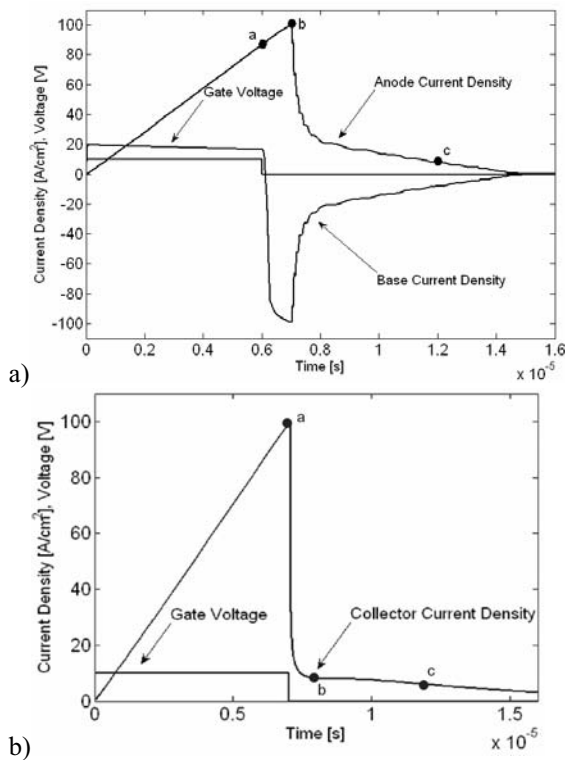 100
80
60
40
20
0
-20
-40
-60
-80
-100
Current Density [A/cm²], Voltage [V]
a
b
Gate Voltage
Anode Current Density
c
Base Current Density
0 0.2 0.4 0.6 0.8 1 1.2 1.4 1.6
Time [s]
x 10⁻⁵
a)
100
80
60
40
20
0
Current Density [A/cm²], Voltage [V]
a
Gate Voltage
Collector Current Density
b
c
0 0.5 1 1.5
Time [s]
x 10⁻⁵
b)